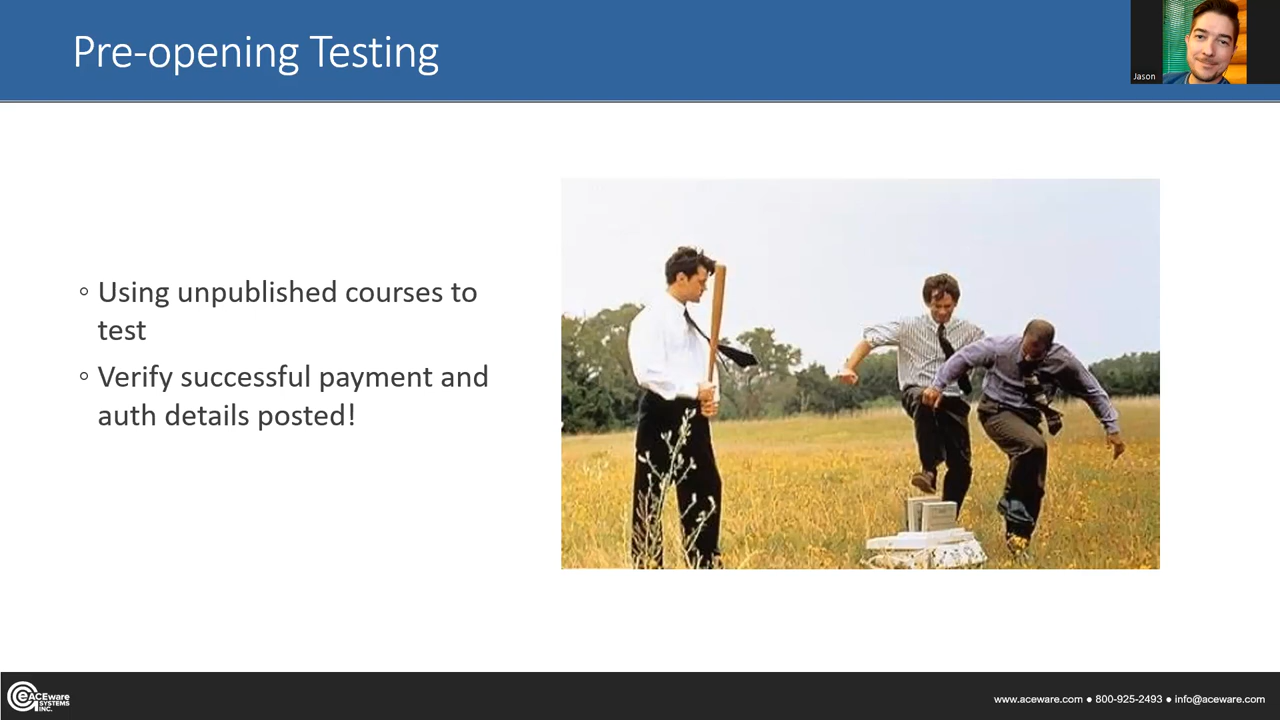 Pre-opening Testing
Jason
◦ Using unpublished courses to
test
◦ Verify successful payment and
auth details posted!
ACEware
SYSTEMS
INC.
www.aceware.com ● 800-925-2493 ● info@aceware.com